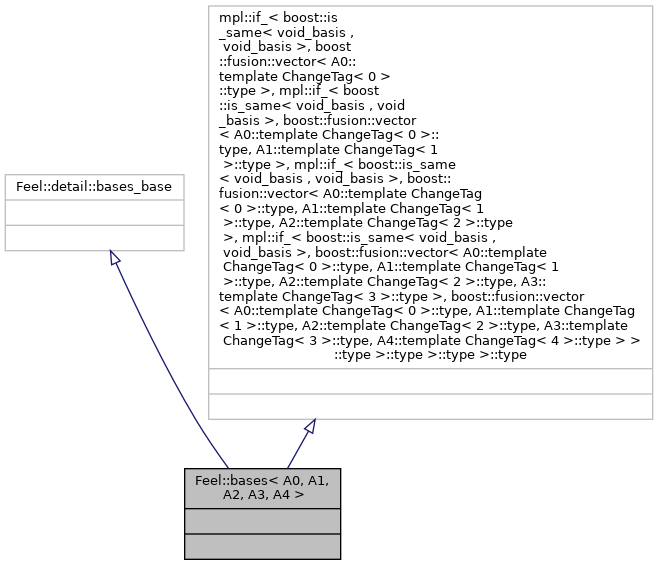 mpl::if_< boost::is
_same< void_basis ,
void_basis >, boost
::fusion::vector< A0::
template ChangeTag< 0 >
::type >, mpl::if_< boost
::is_same< void_basis , void
_basis >, boost::fusion::vector
< A0::template ChangeTag< 0 >::
type, A1::template ChangeTag< 1
>::type >, mpl::if_< boost::is_same
< void_basis , void_basis >, boost::
fusion::vector< A0::template ChangeTag
< 0 >::type, A1::template ChangeTag< 1
>::type, A2::template ChangeTag< 2 >::type
>, mpl::if_< boost::is_same< void_basis ,
void_basis >, boost::fusion::vector< A0::template
ChangeTag< 0 >::type, A1::template ChangeTag< 1
>::type, A2::template ChangeTag< 2 >::type, A3::
template ChangeTag< 3 >::type >, boost::fusion::vector
< A0::template ChangeTag< 0 >::type, A1::template ChangeTag
< 1 >::type, A2::template ChangeTag< 2 >::type, A3::template
ChangeTag< 3 >::type, A4::template ChangeTag< 4 >::type > >
::type >::type >::type >::type
Feel::detail::bases_base
Feel::bases< A0, A1,
A2, A3, A4 >